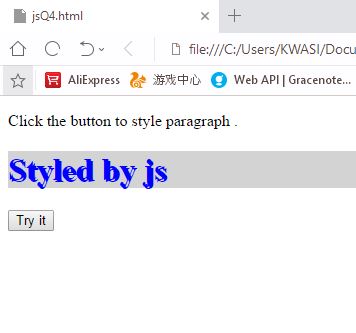 jsQ4.html
file:///C:/Users/KWASI/Docu
AliExpress 游戏中心 Web API | Gracenote...
Click the button to style paragraph .
Styled by js
Try it